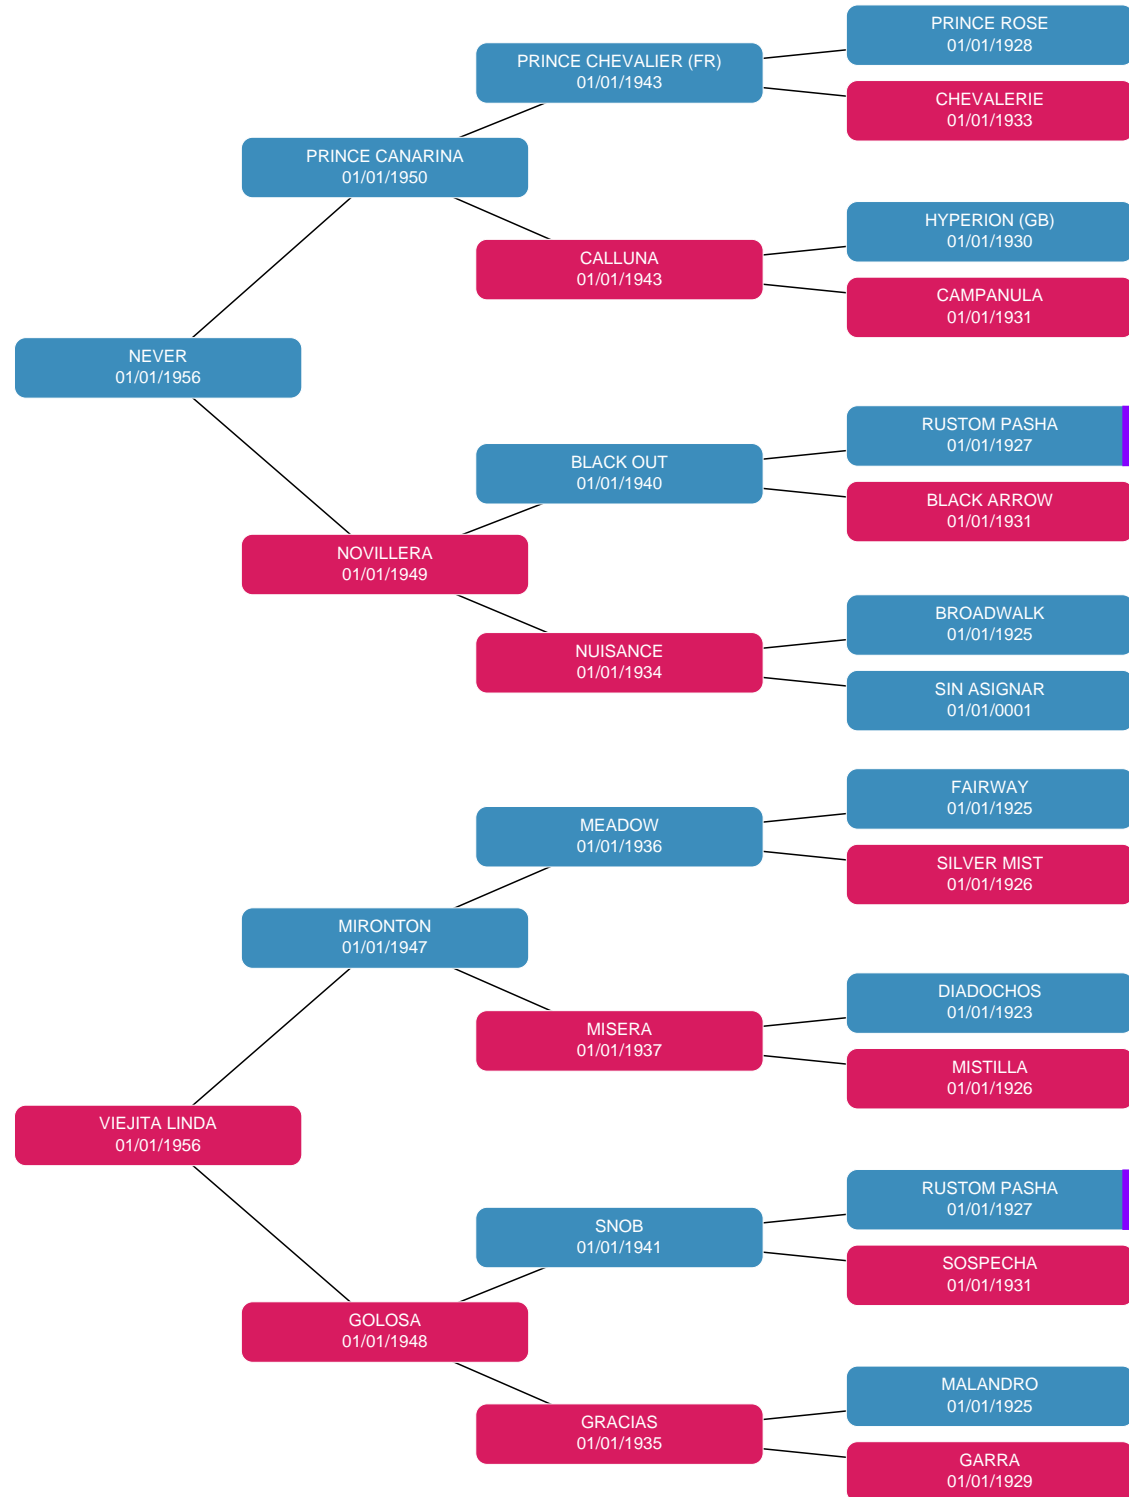 PRINCE ROSE
01/01/1928
PRINCE CHEVALIER (FR)
01/01/1943
CHEVALERIE
01/01/1933
PRINCE CANARINA
01/01/1950
HYPERION (GB)
01/01/1930
CALLUNA
01/01/1943
CAMPANULA
01/01/1931
NEVER
01/01/1956
RUSTOM PASHA
01/01/1927
BLACK OUT
01/01/1940
BLACK ARROW
01/01/1931
NOVILLERA
01/01/1949
BROADWALK
01/01/1925
NUISANCE
01/01/1934
SIN ASIGNAR
01/01/0001
FAIRWAY
01/01/1925
MEADOW
01/01/1936
SILVER MIST
01/01/1926
MIRONTON
01/01/1947
DIADOCHOS
01/01/1923
MISERA
01/01/1937
MISTILLA
01/01/1926
VIEJITA LINDA
01/01/1956
RUSTOM PASHA
01/01/1927
SNOB
01/01/1941
SOSPECHA
01/01/1931
GOLOSA
01/01/1948
MALANDRO
01/01/1925
GRACIAS
01/01/1935
GARRA
01/01/1929